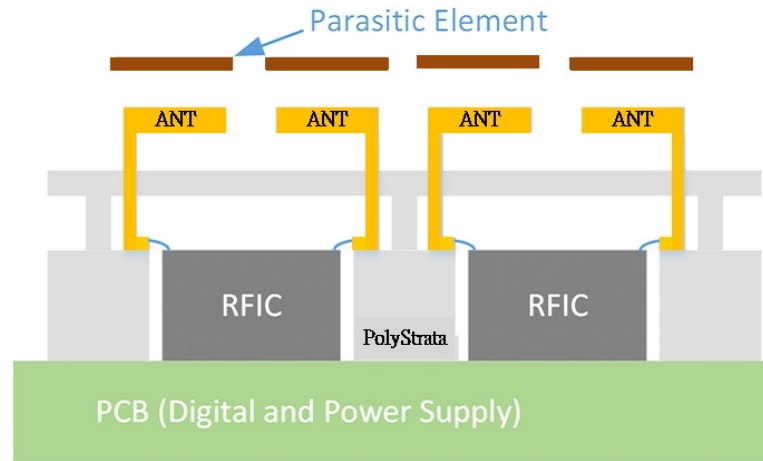 Parasitic Element
ANT ANT ANT ANT
RFIC RFIC
PolyStrata
PCB (Digital and Power Supply)